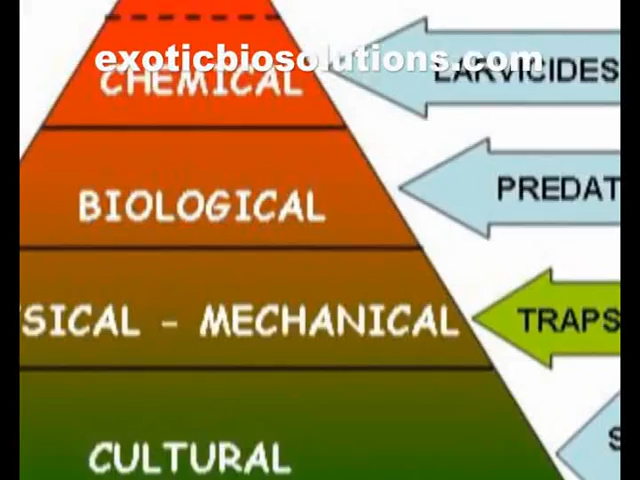 exoticbiosolutions.com
CHEMICAL
LARVICIDES
BIOLOGICAL
PREDAT
SICAL - MECHANICAL
TRAPS
CULTURAL
S